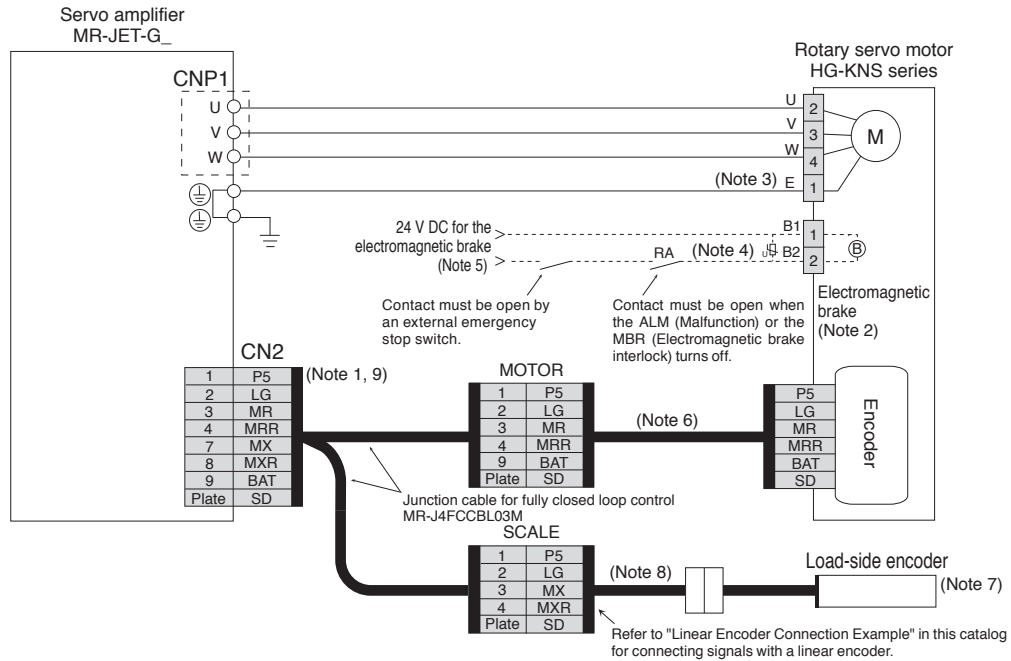 Servo amplifier
MR-JET-G_
Rotary servo motor
HG-KNS series
CNP1
U
V
W
U 2
V 3
W 4
(Note 3) E 1
M
24 V DC for the
electromagnetic brake
(Note 5)
B1 1
RA (Note 4) U B2 2
B
Contact must be open by
an external emergency
stop switch.
Contact must be open when
the ALM (Malfunction) or the
MBR (Electromagnetic brake
interlock) turns off.
Electromagnetic
brake
(Note 2)
CN2
(Note 1, 9)
1 P5
2 LG
3 MR
4 MRR
7 MX
8 MXR
9 BAT
Plate SD
MOTOR
1 P5
2 LG
3 MR
4 MRR
9 BAT
Plate SD
(Note 6)
P5
LG
MR
MRR
BAT
SD
Encoder
Junction cable for fully closed loop control
MR-J4FCCBL03M
SCALE
1 P5
2 LG
3 MX
4 MXR
Plate SD
(Note 8)
Load-side encoder
(Note 7)
Refer to "Linear Encoder Connection Example" in this catalog
for connecting signals with a linear encoder.